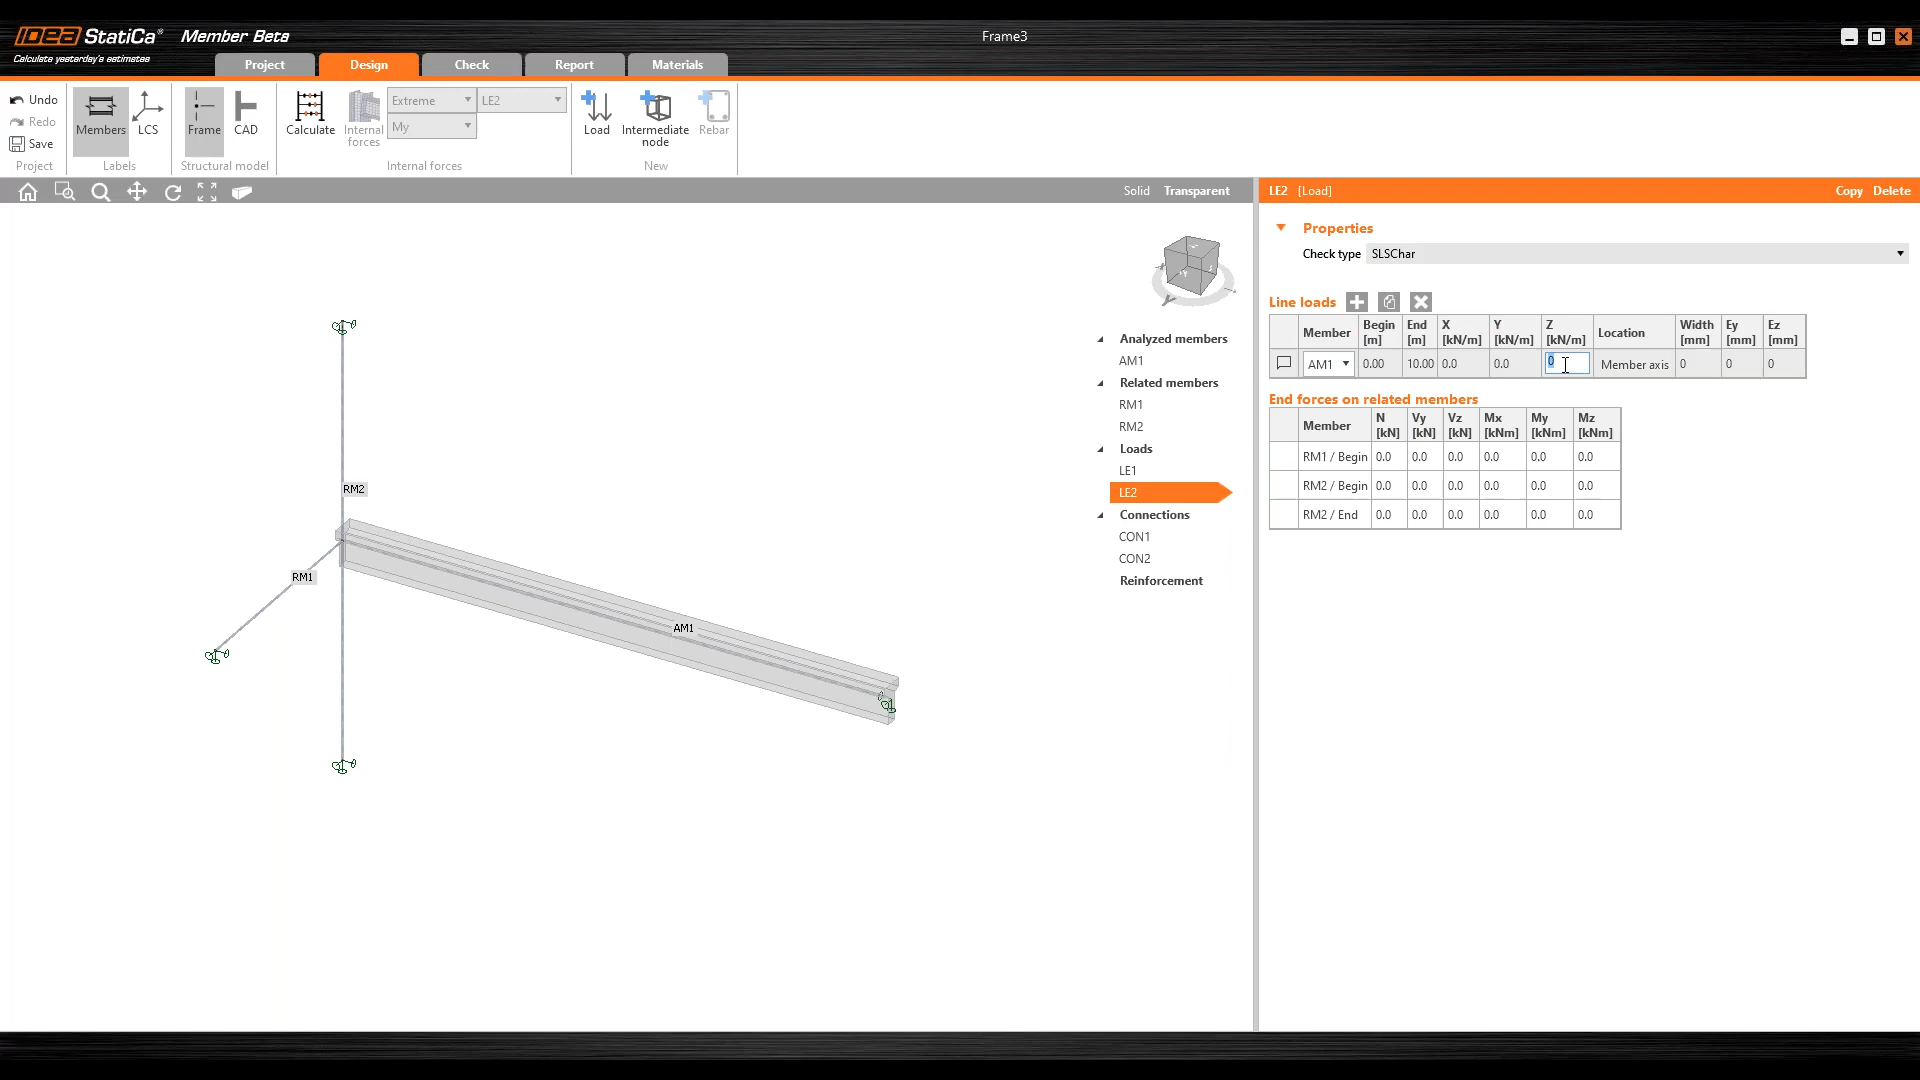 IDEA StatiCa® Member Beta
Calculate yesterday's estimates
Frame3
Project Design Check Report Materials
Undo
Redo
Save
Project
Members LCS
Labels
Frame CAD
Structural model
Calculate Internal forces Extreme LE2
My
Internal forces
Load Intermediate node Rebar
New
Solid Transparent
LE2 [Load] Copy Delete
Properties
Check type SLSChar
Line loads
Member Begin [m] End [m] X [kN/m] Y [kN/m] Z [kN/m] Location Width [mm] Ey [mm] Ez [mm]
AM1 0.00 10.00 0.0 0.0 0 Member axis 0 0 0
End forces on related members
Member N [kN] Vy [kN] Vz [kN] Mx [kNm] My [kNm] Mz [kNm]
RM1 / Begin 0.0 0.0 0.0 0.0 0.0 0.0
RM2 / Begin 0.0 0.0 0.0 0.0 0.0 0.0
RM2 / End 0.0 0.0 0.0 0.0 0.0 0.0
Analyzed members
AM1
Related members
RM1
RM2
Loads
LE1
LE2
Connections
CON1
CON2
Reinforcement
RM2
RM1
AM1